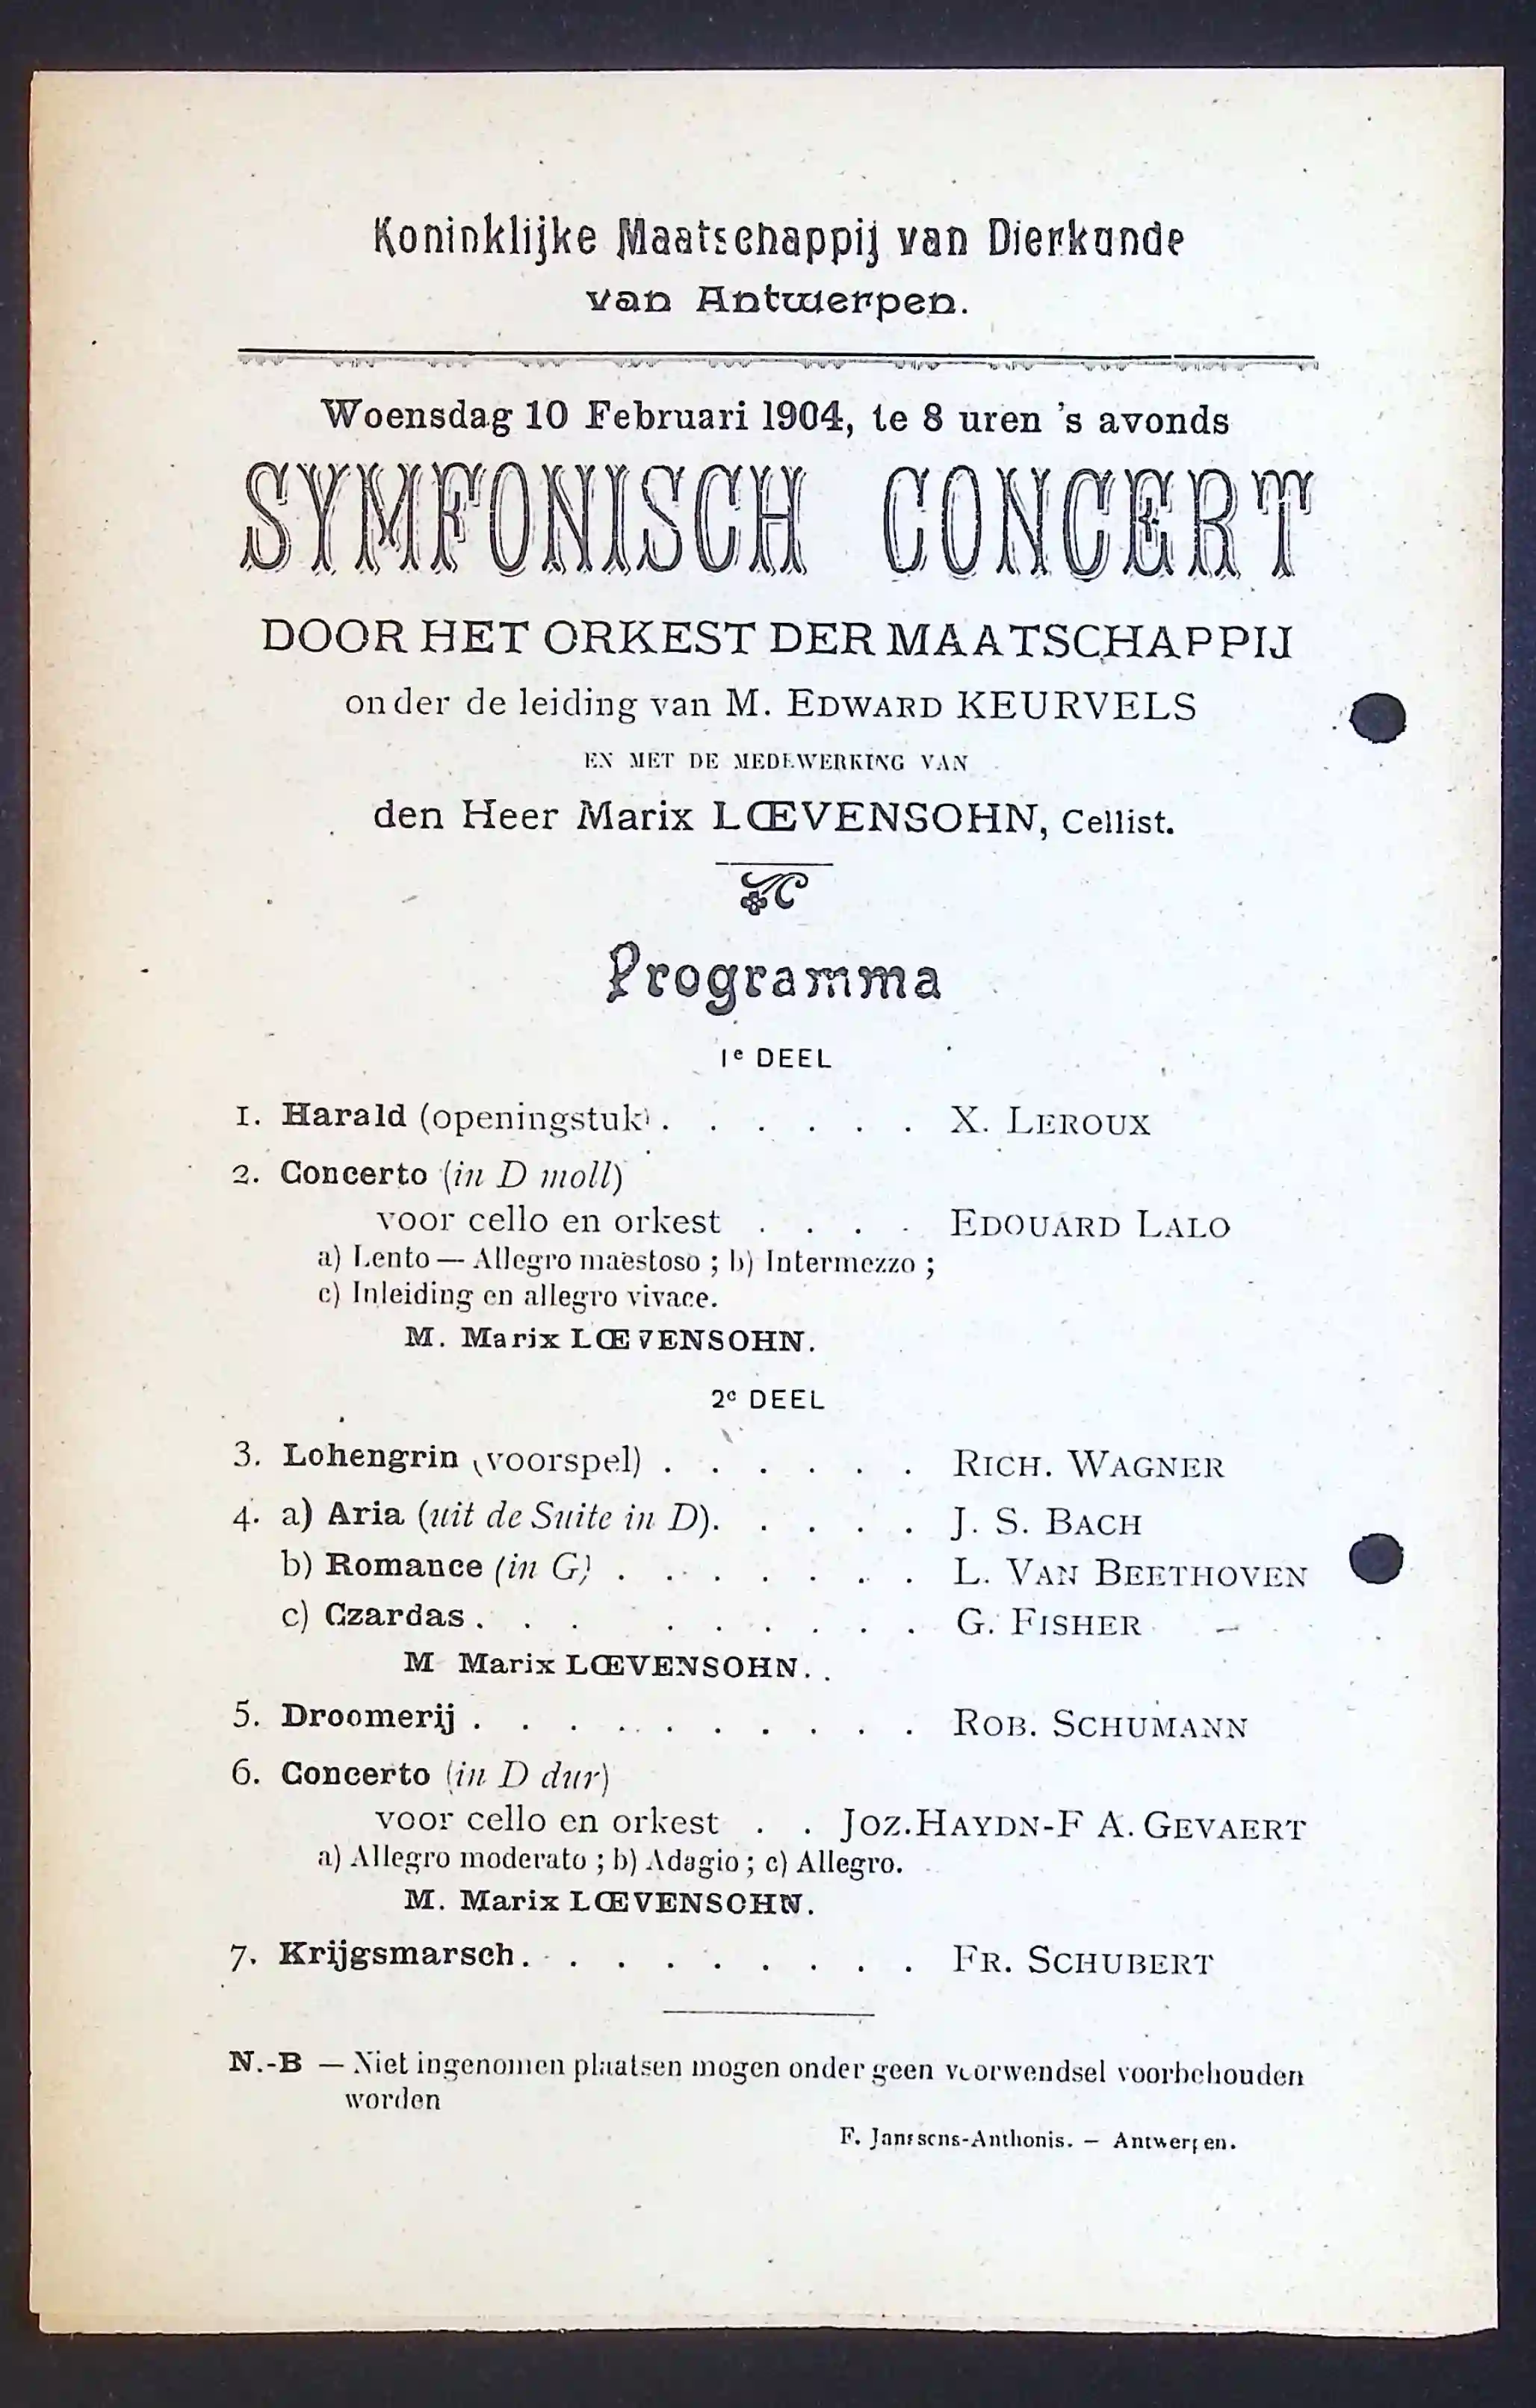 Koninklijke Maatschappij van Dierkunde
van Antwerpen.
Woensdag 10 Februari 1904, te 8 uren 's avonds
SYMFONISCH CONCERT
DOOR HET ORKEST DER MAATSCHAPPIJ
onder de leiding van M. EDWARD KEURVELS
EN MET DE MEDEWERKING VAN
den Heer Marix LŒVENSOHN, Cellist.
Programma
1e DEEL
1. Harald (openingstuk) . . . . . . X. LEROUX
2. Concerto (in D moll)
voor cello en orkest . . . . EDOUARD LALO
a) Lento — Allegro maëstoso ; b) Intermezzo ;
c) Inleiding en allegro vivace.
M. Marix LŒVENSOHN.
2e DEEL
3. Lohengrin (voorspel) . . . . . . RICH. WAGNER
4. a) Aria (uit de Suite in D). . . . . J. S. BACH
b) Romance (in G) . . . . . . . L. VAN BEETHOVEN
c) Czardas . . . . . . . . . G. FISHER
M Marix LŒVENSOHN. .
5. Droomerij . . . . . . . . . . ROB. SCHUMANN
6. Concerto (in D dur)
voor cello en orkest . . JOZ.HAYDN-F A. GEVAERT
a) Allegro moderato ; b) Adagio ; c) Allegro.
M. Marix LŒVENSOHN.
7. Krijgsmarsch . . . . . . . . . FR. SCHUBERT
N.-B — Niet ingenomen plaatsen mogen onder geen voorwendsel voorbehouden
worden
F. Janssens-Anthonis. — Antwerpen.